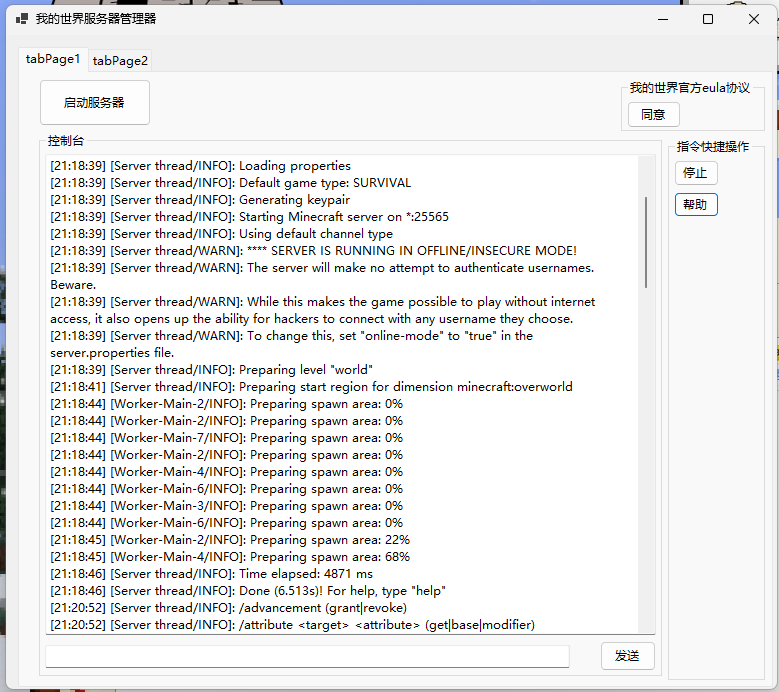 我的世界服务器管理器
tabPage1
tabPage2
启动服务器
我的世界官方eula协议
同意
控制台
指令快捷操作
停止
帮助
[21:18:39] [Server thread/INFO]: Loading properties
[21:18:39] [Server thread/INFO]: Default game type: SURVIVAL
[21:18:39] [Server thread/INFO]: Generating keypair
[21:18:39] [Server thread/INFO]: Starting Minecraft server on *:25565
[21:18:39] [Server thread/INFO]: Using default channel type
[21:18:39] [Server thread/WARN]: **** SERVER IS RUNNING IN OFFLINE/INSECURE MODE!
[21:18:39] [Server thread/WARN]: The server will make no attempt to authenticate usernames.
Beware.
[21:18:39] [Server thread/WARN]: While this makes the game possible to play without internet
access, it also opens up the ability for hackers to connect with any username they choose.
[21:18:39] [Server thread/WARN]: To change this, set "online-mode" to "true" in the
server.properties file.
[21:18:39] [Server thread/INFO]: Preparing level "world"
[21:18:41] [Server thread/INFO]: Preparing start region for dimension minecraft:overworld
[21:18:44] [Worker-Main-2/INFO]: Preparing spawn area: 0%
[21:18:44] [Worker-Main-2/INFO]: Preparing spawn area: 0%
[21:18:44] [Worker-Main-7/INFO]: Preparing spawn area: 0%
[21:18:44] [Worker-Main-2/INFO]: Preparing spawn area: 0%
[21:18:44] [Worker-Main-4/INFO]: Preparing spawn area: 0%
[21:18:44] [Worker-Main-6/INFO]: Preparing spawn area: 0%
[21:18:44] [Worker-Main-3/INFO]: Preparing spawn area: 0%
[21:18:44] [Worker-Main-6/INFO]: Preparing spawn area: 0%
[21:18:45] [Worker-Main-2/INFO]: Preparing spawn area: 22%
[21:18:45] [Worker-Main-4/INFO]: Preparing spawn area: 68%
[21:18:46] [Server thread/INFO]: Time elapsed: 4871 ms
[21:18:46] [Server thread/INFO]: Done (6.513s)! For help, type "help"
[21:20:52] [Server thread/INFO]: /advancement (grant|revoke)
[21:20:52] [Server thread/INFO]: /attribute <target> <attribute> (get|base|modifier)
发送